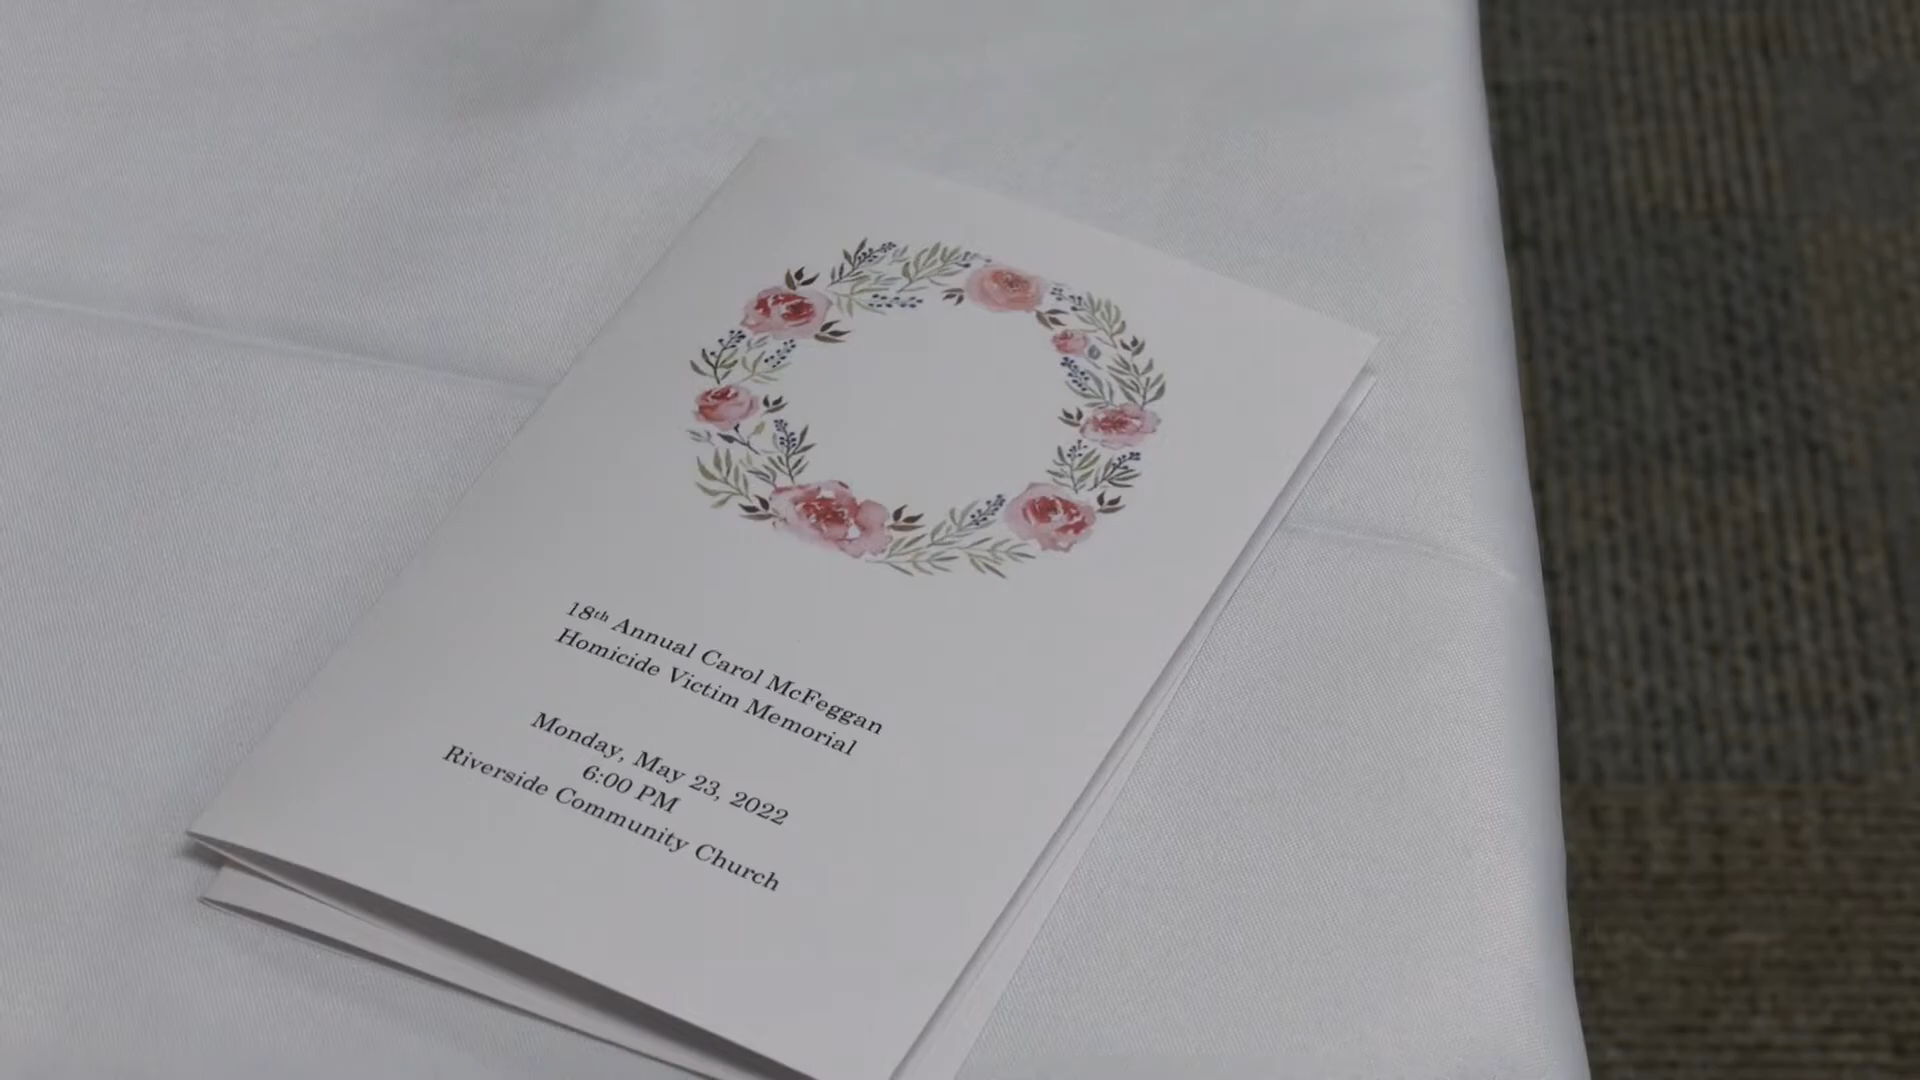 18th Annual Carol McFeggan
Homicide Victim Memorial
Monday, May 23, 2022
6:00 PM
Riverside Community Church